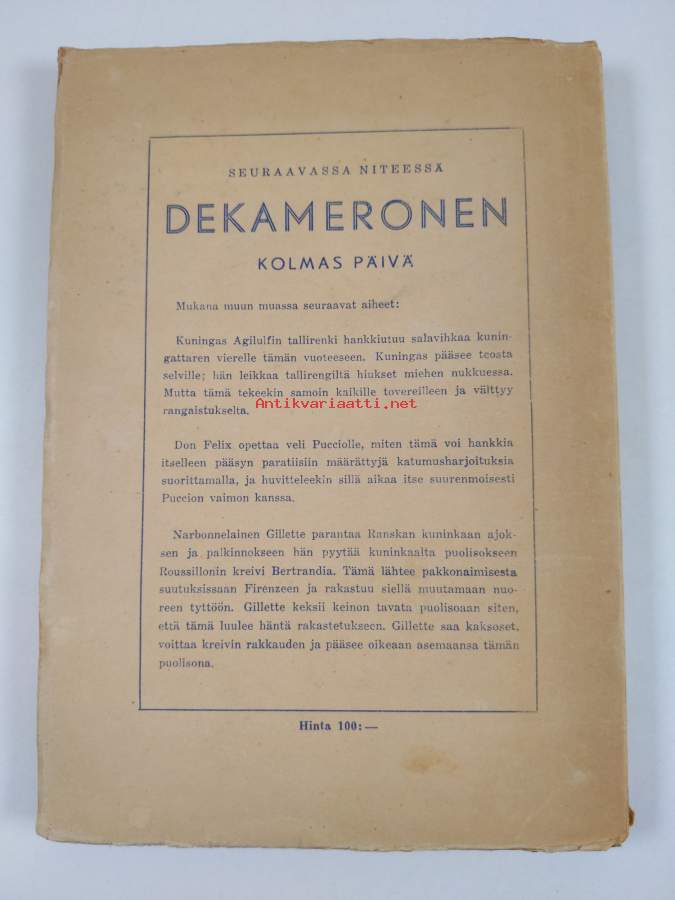 SEURAAVASSA NITEESSÄ
DEKAMERONEN
KOLMAS PÄIVÄ
Mukana muun muassa seuraavat aiheet:
Kuningas Agilulfin tallirenki hankkiutuu salavihkaa kunin-
gattaren vierelle tämän vuoteeseen. Kuningas pääsee teosta
selville; hän leikkaa tallirengiltä hiukset miehen nukkuessa.
Mutta tämä tekeekin samoin kaikille tovereilleen ja välttyy
rangaistukselta.
Antikvariaatti.net
Don Felix opettaa veli Pucciolle, miten tämä voi hankkia
itselleen pääsyn paratiisiin määrättyjä katumusharjoituksia
suorittamalla, ja huvitteleekin sillä aikaa itse suurenmoisesti
Puccion vaimon kanssa.
Narbonnelainen Gillette parantaa Ranskan kuninkaan ajok-
sen ja palkinnokseen hän pyytää kuninkaalta puolisokseen
Roussillonin kreivi Bertrandia. Tämä lähtee pakkonaimisesta
suutuksissaan Firenzeen ja rakastuu siellä muutamaan nuo-
reen tyttöön. Gillette keksii keinon tavata puolisoaan siten,
että tämä luulee häntä rakastetukseen. Gillette saa kaksoset,
voittaa kreivin rakkauden ja pääsee oikeaan asemaansa tämän
puolisona.
Hinta 100:—